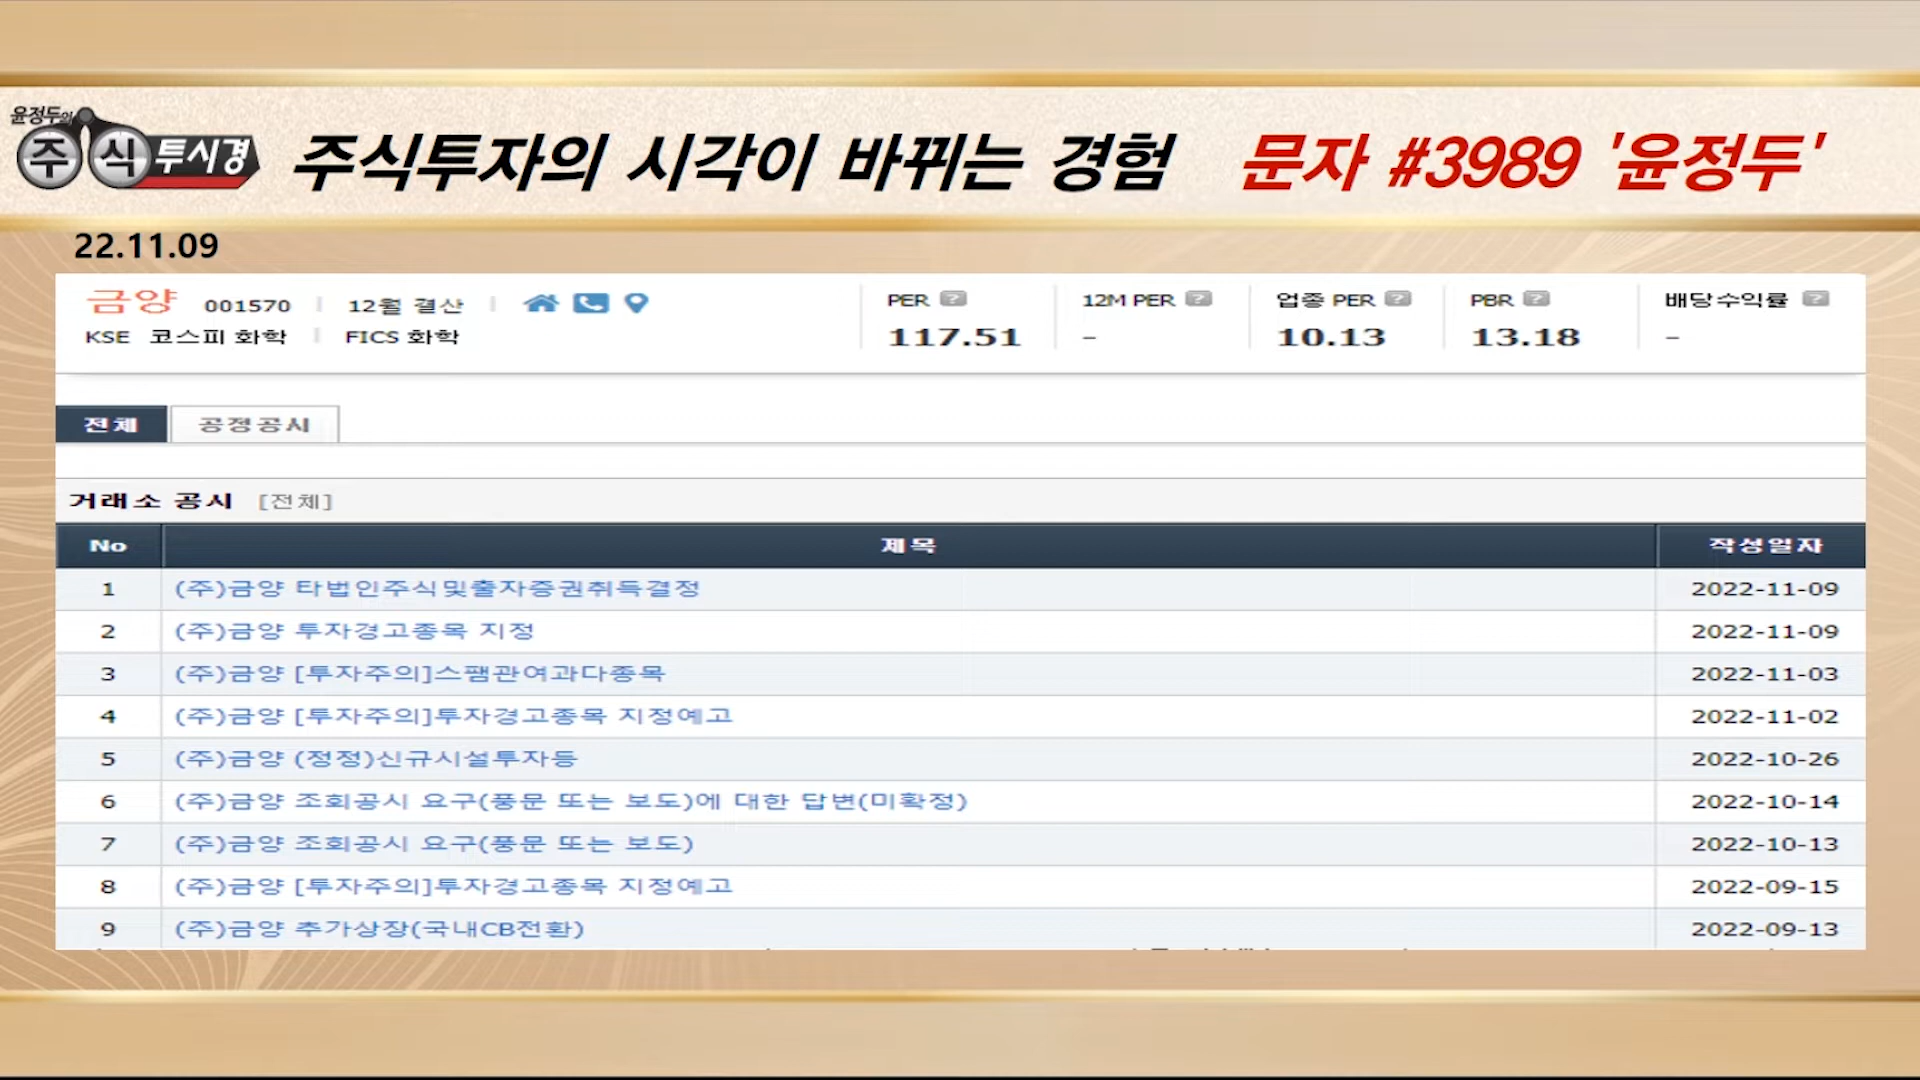 윤정두의
주식투시경
주식투자의 시각이 바뀌는 경험 문자 #3989 '윤정두'
22.11.09
금양 001570 12월 결산
KSE 코스피 화학 FICS 화학
PER ? 12M PER ? 업종 PER ? PBR ? 배당수익률 ?
117.51 - 10.13 13.18 -
전체 공정공시
거래소 공시 [전체]
No 제목 작성일자
1 (주)금양 타법인주식및출자증권취득결정 2022-11-09
2 (주)금양 투자경고종목 지정 2022-11-09
3 (주)금양 [투자주의]스팸관여과다종목 2022-11-03
4 (주)금양 [투자주의]투자경고종목 지정예고 2022-11-02
5 (주)금양 (정정)신규시설투자등 2022-10-26
6 (주)금양 조회공시 요구(풍문 또는 보도)에 대한 답변(미확정) 2022-10-14
7 (주)금양 조회공시 요구(풍문 또는 보도) 2022-10-13
8 (주)금양 [투자주의]투자경고종목 지정예고 2022-09-15
9 (주)금양 추가상장(국내CB전환) 2022-09-13